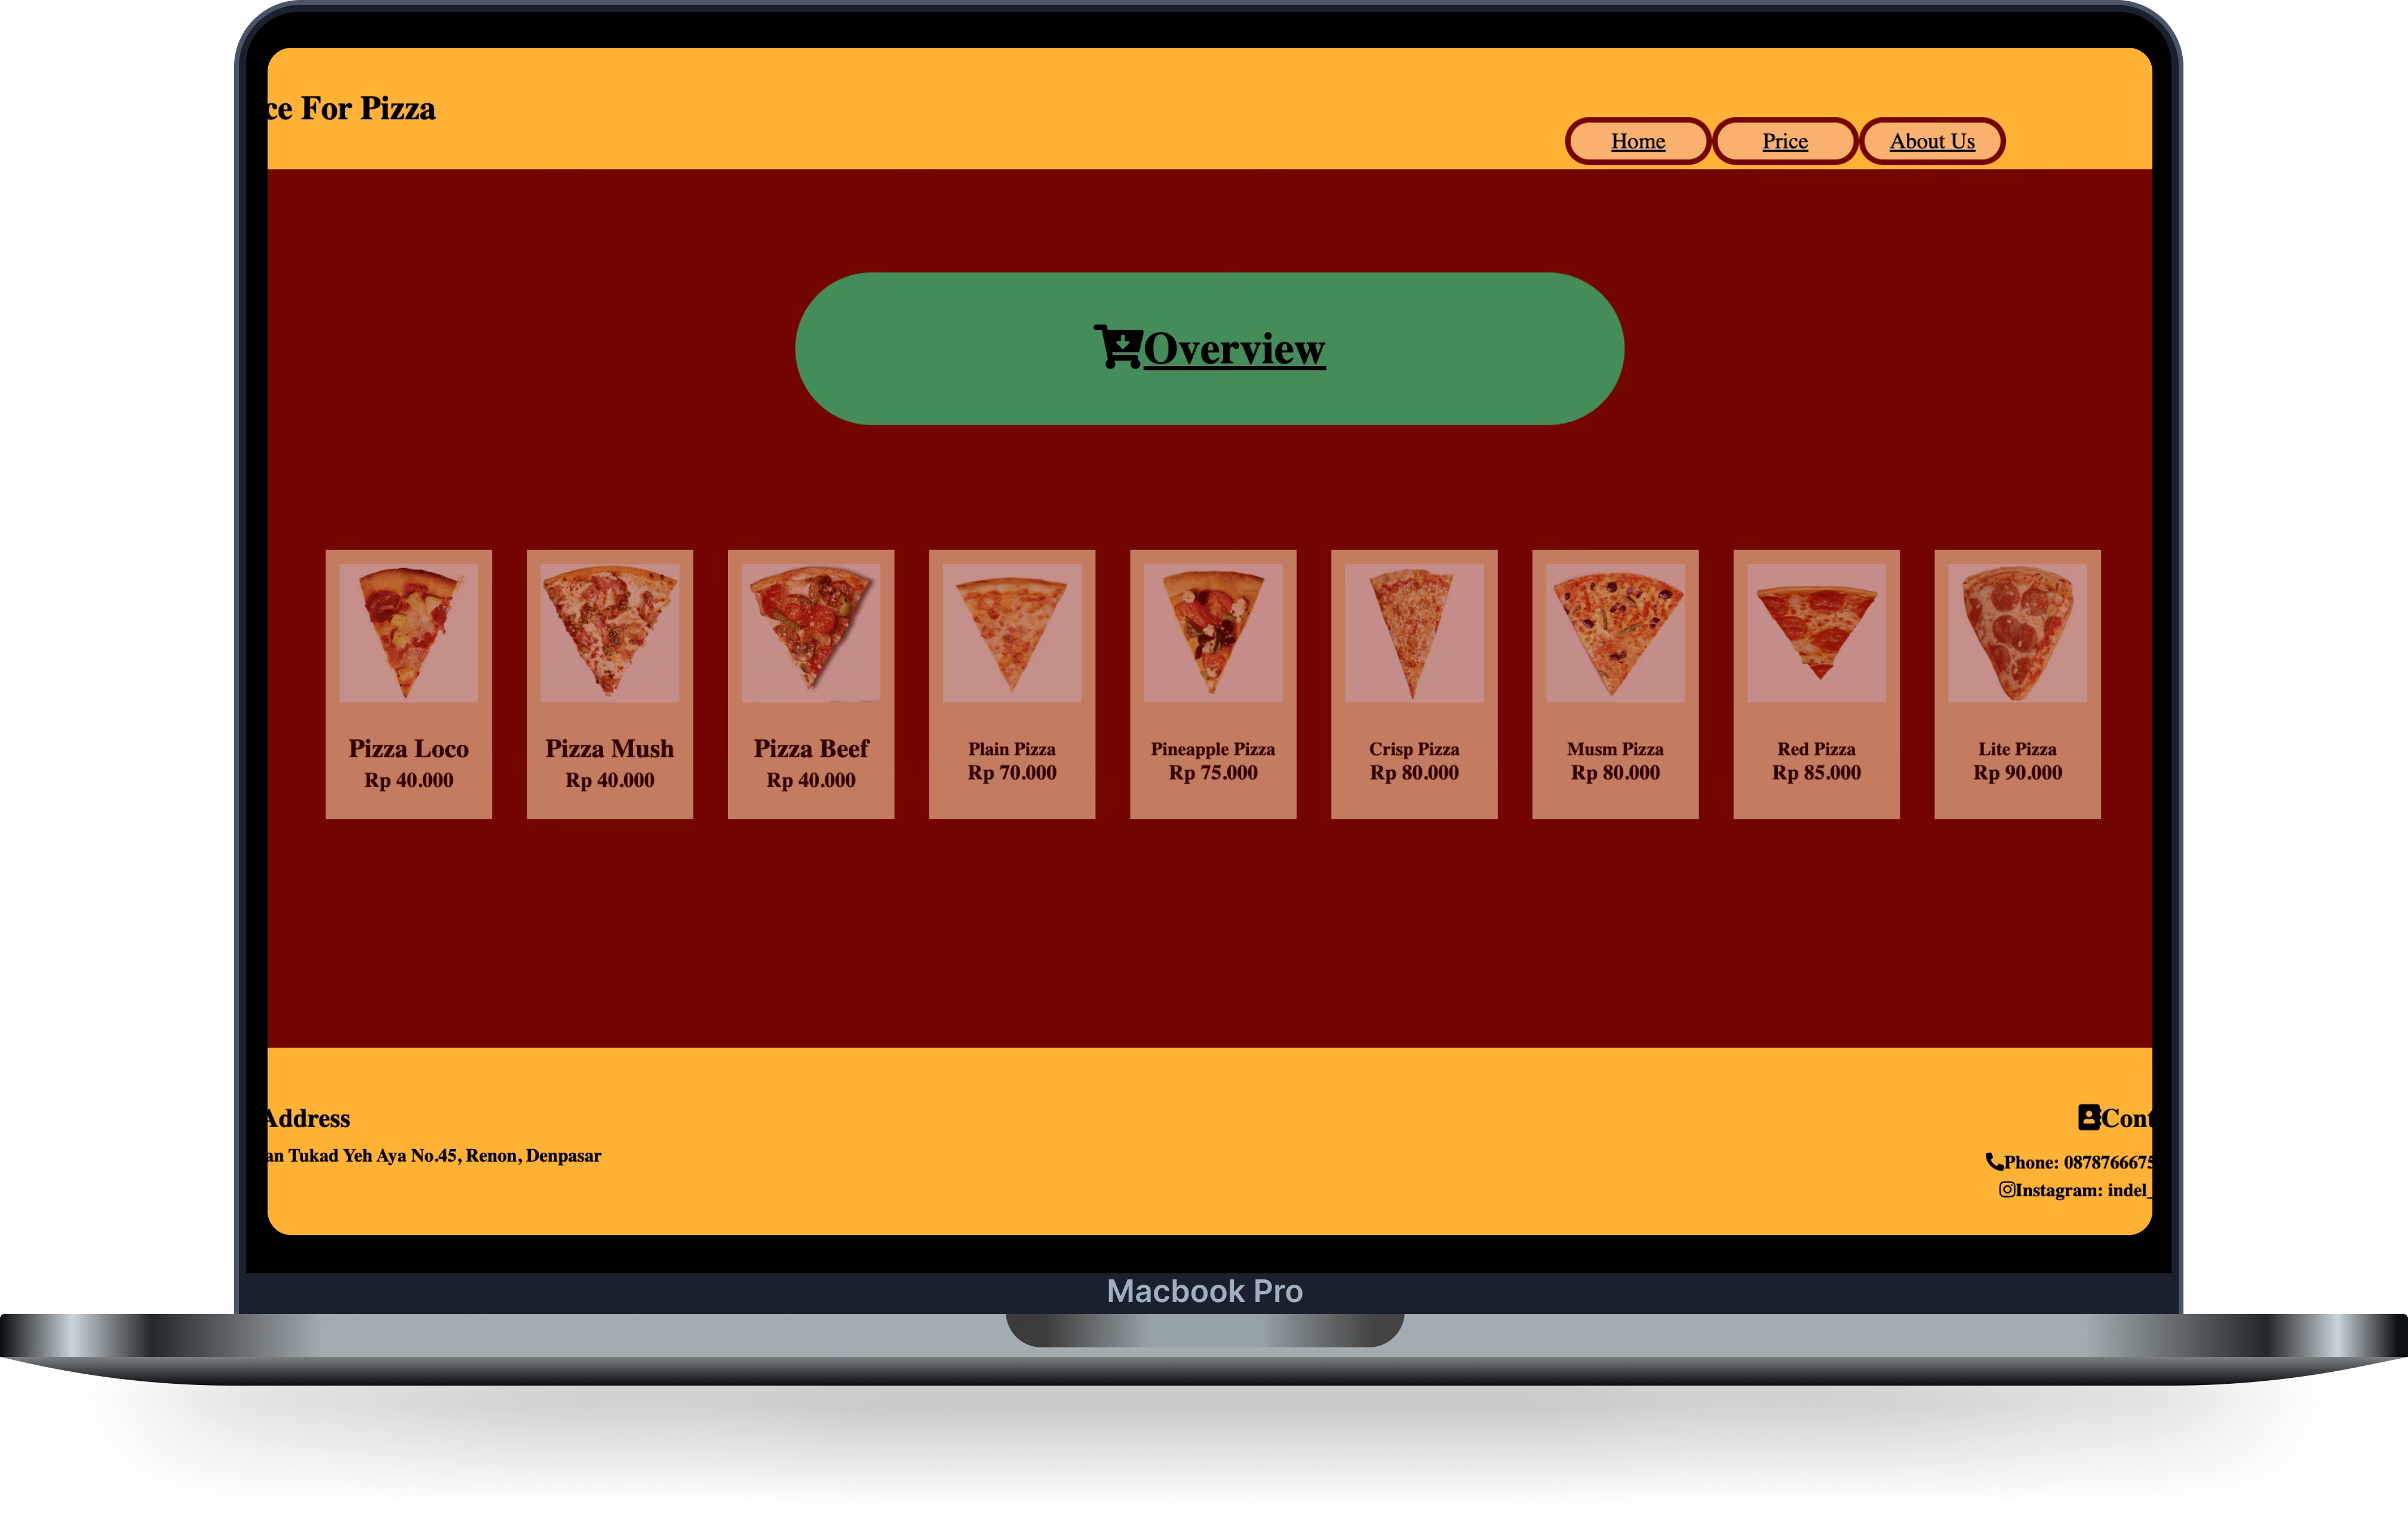 ce For Pizza
Home Price About Us
Overview
Pizza Loco
Rp 40.000
Pizza Mush
Rp 40.000
Pizza Beef
Rp 40.000
Plain Pizza
Rp 70.000
Pineapple Pizza
Rp 75.000
Crisp Pizza
Rp 80.000
Musm Pizza
Rp 80.000
Red Pizza
Rp 85.000
Lite Pizza
Rp 90.000
Address
an Tukad Yeh Aya No.45, Renon, Denpasar
Cont
Phone: 0878766675
Instagram: indel_
Macbook Pro